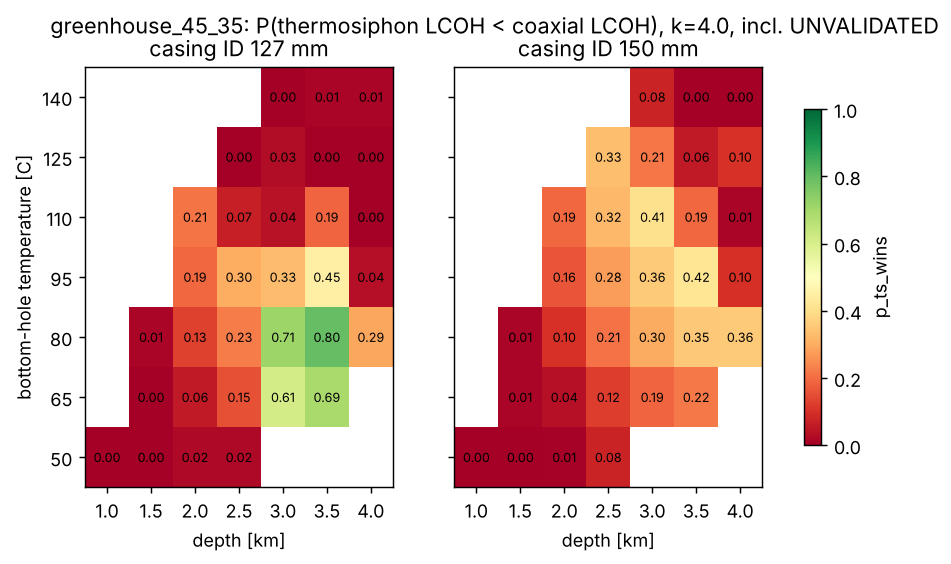 greenhouse_45_35: P(thermosiphon LCOH < coaxial LCOH), k=4.0, incl. UNVALIDATED
casing ID 127 mm
casing ID 150 mm
bottom-hole temperature [C]
140
125
110
95
80
65
50
0.00 0.01 0.01
0.00 0.03 0.00 0.00
0.21 0.07 0.04 0.19 0.00
0.19 0.30 0.33 0.45 0.04
0.01 0.13 0.23 0.71 0.80 0.29
0.00 0.06 0.15 0.61 0.69
0.00 0.00 0.02 0.02
1.0 1.5 2.0 2.5 3.0 3.5 4.0
depth [km]
0.08 0.00 0.00
0.33 0.21 0.06 0.10
0.19 0.32 0.41 0.19 0.01
0.16 0.28 0.36 0.42 0.10
0.01 0.10 0.21 0.30 0.35 0.36
0.01 0.04 0.12 0.19 0.22
0.00 0.00 0.01 0.08
1.0 1.5 2.0 2.5 3.0 3.5 4.0
depth [km]
1.0
0.8
0.6
0.4
0.2
0.0
p_ts_wins